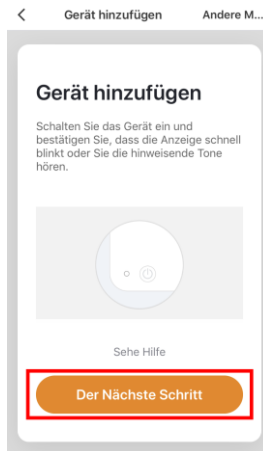 Gerät hinzufügen Andere M...
Gerät hinzufügen
Schalten Sie das Gerät ein und
bestätigen Sie, dass die Anzeige schnell
blinkt oder Sie die hinweisende Tone
hören.
Sehe Hilfe
Der Nächste Schritt